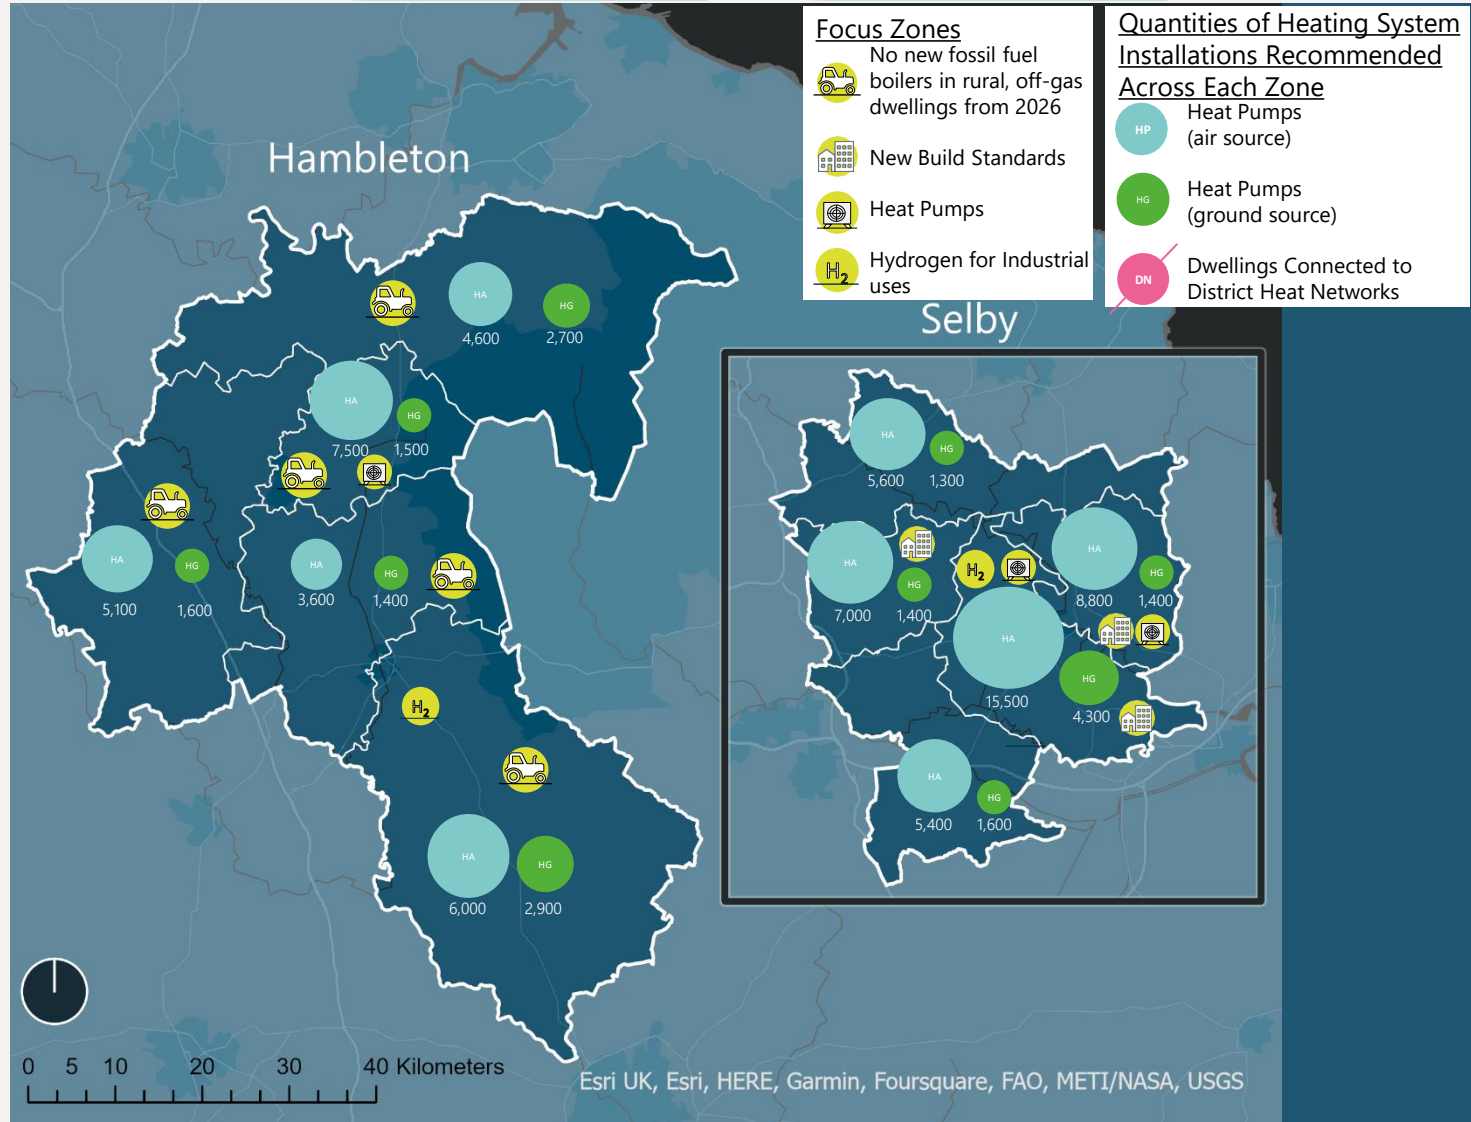 Focus Zones
No new fossil fuel
boilers in rural, off-gas
dwellings from 2026
New Build Standards
Heat Pumps
H₂
Hydrogen for Industrial
uses
Quantities of Heating System
Installations Recommended
Across Each Zone
HP
Heat Pumps
(air source)
HG
Heat Pumps
(ground source)
DN
Dwellings Connected to
District Heat Networks
Hambleton
HA
HG
4,600
2,700
HA
HG
7,500
1,500
HA
HG
5,100
1,600
HA
HG
3,600
1,400
H₂
HA
HG
6,000
2,900
Selby
HA
HG
5,600
1,300
HA
HG
7,000
1,400
H₂
HA
HG
8,800
1,400
HA
HG
15,500
4,300
HA
HG
5,400
1,600
0 5 10 20 30 40 Kilometers
Esri UK, Esri, HERE, Garmin, Foursquare, FAO, METI/NASA, USGS